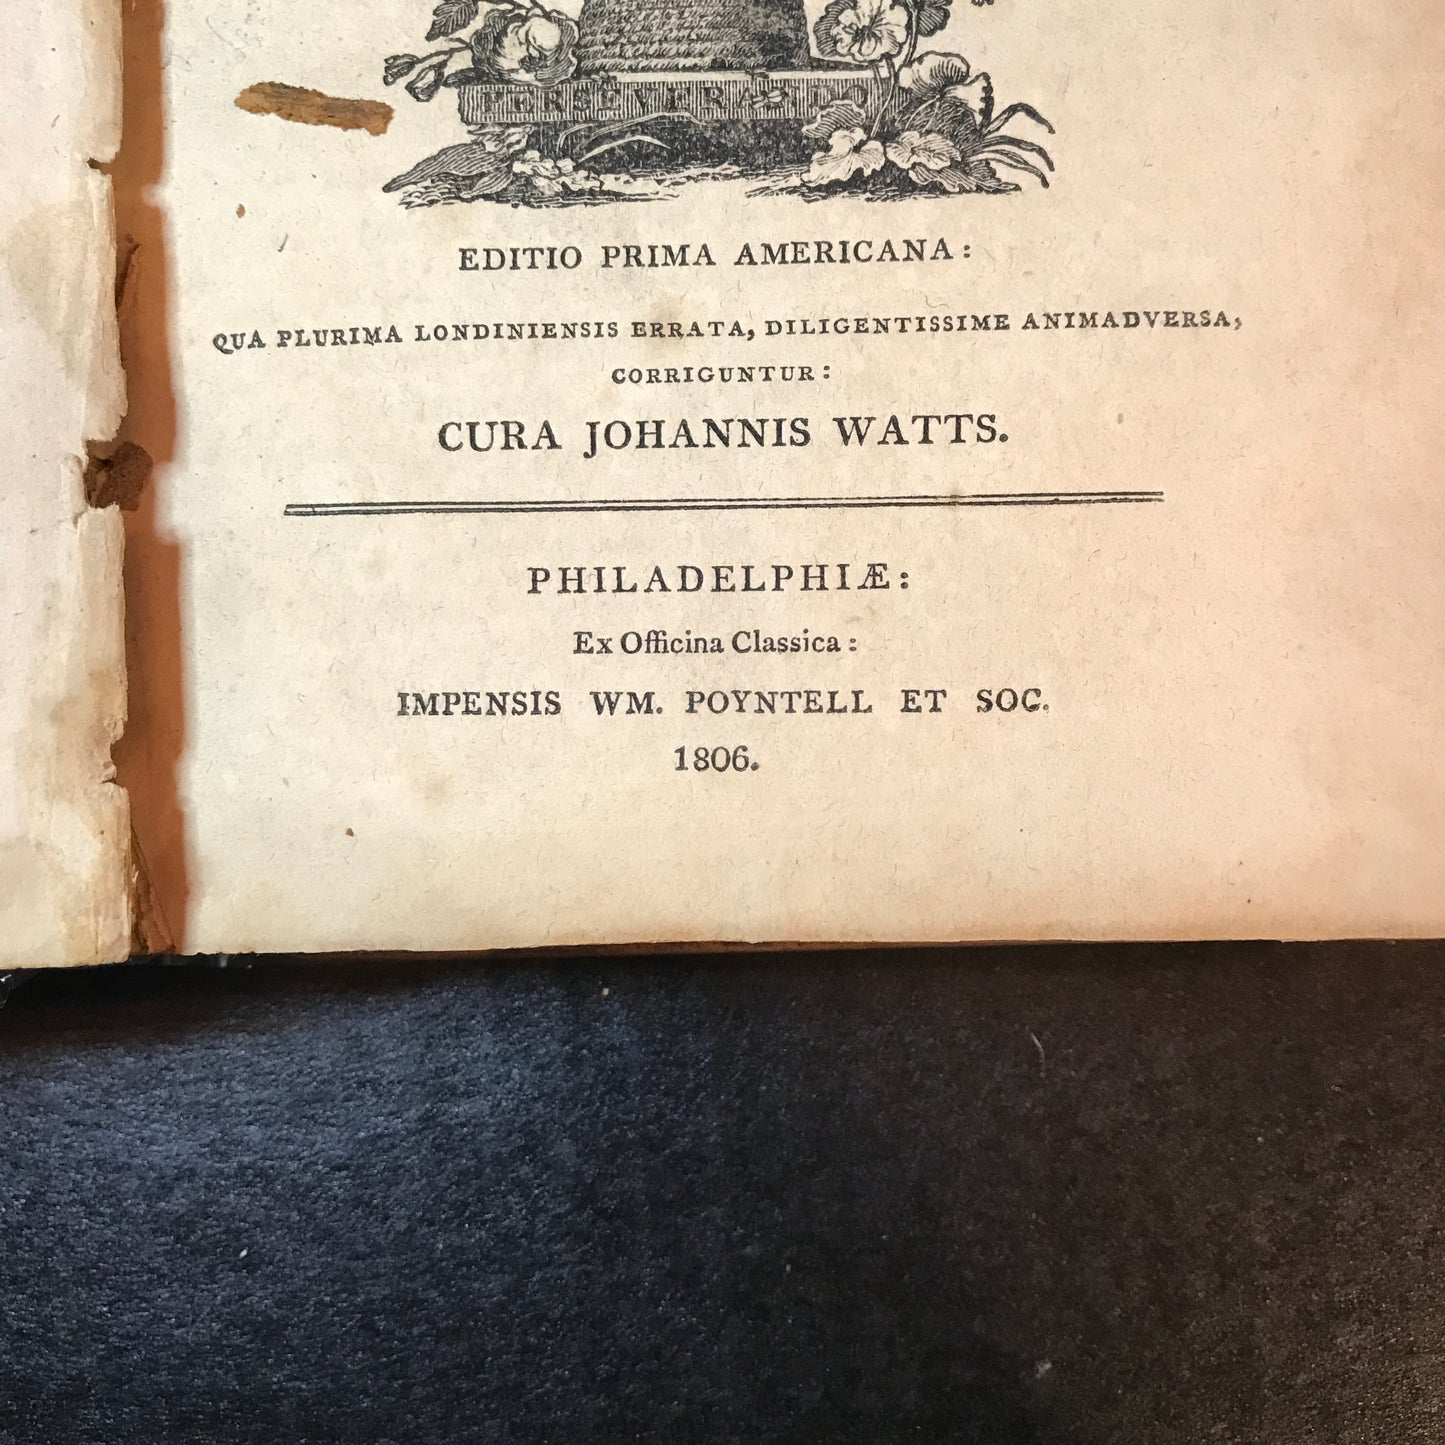 PERSEVERANDO
EDITIO PRIMA AMERICANA:
QUA PLURIMA LONDINIENSIS ERRATA, DILIGENTISSIME ANIMADVERSA,
CORRIGUNTUR:
CURA JOHANNIS WATTS.
PHILADELPHIÆ:
Ex Officina Classica:
IMPENSIS WM. POYNTELL ET SOC.
1806.